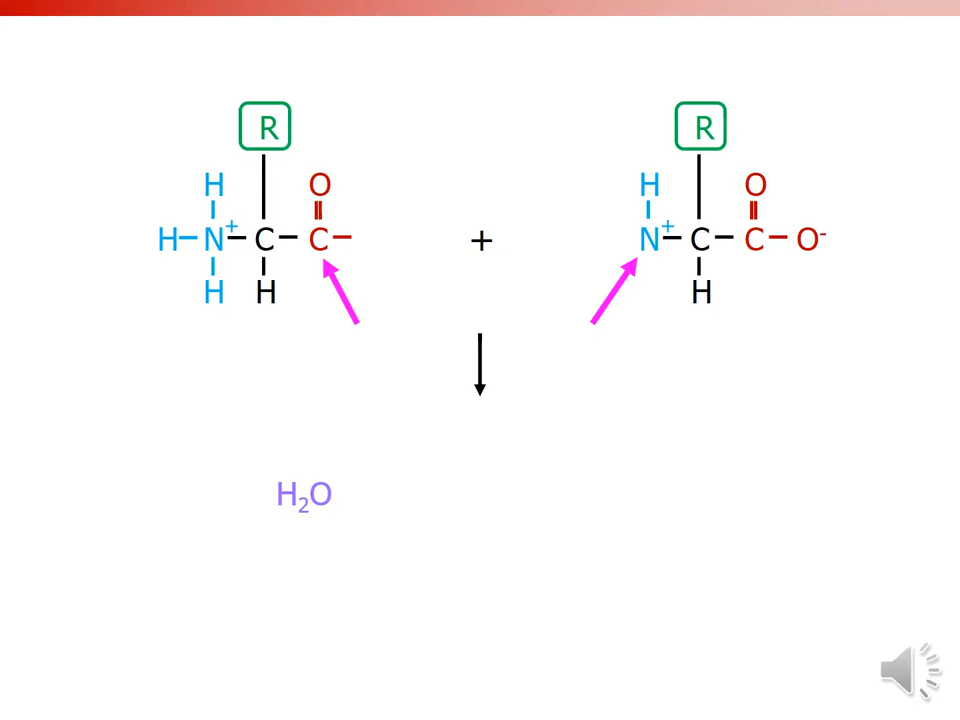 R R
H O H O
H N+ C C + N+ C C O-
H H H
H2O